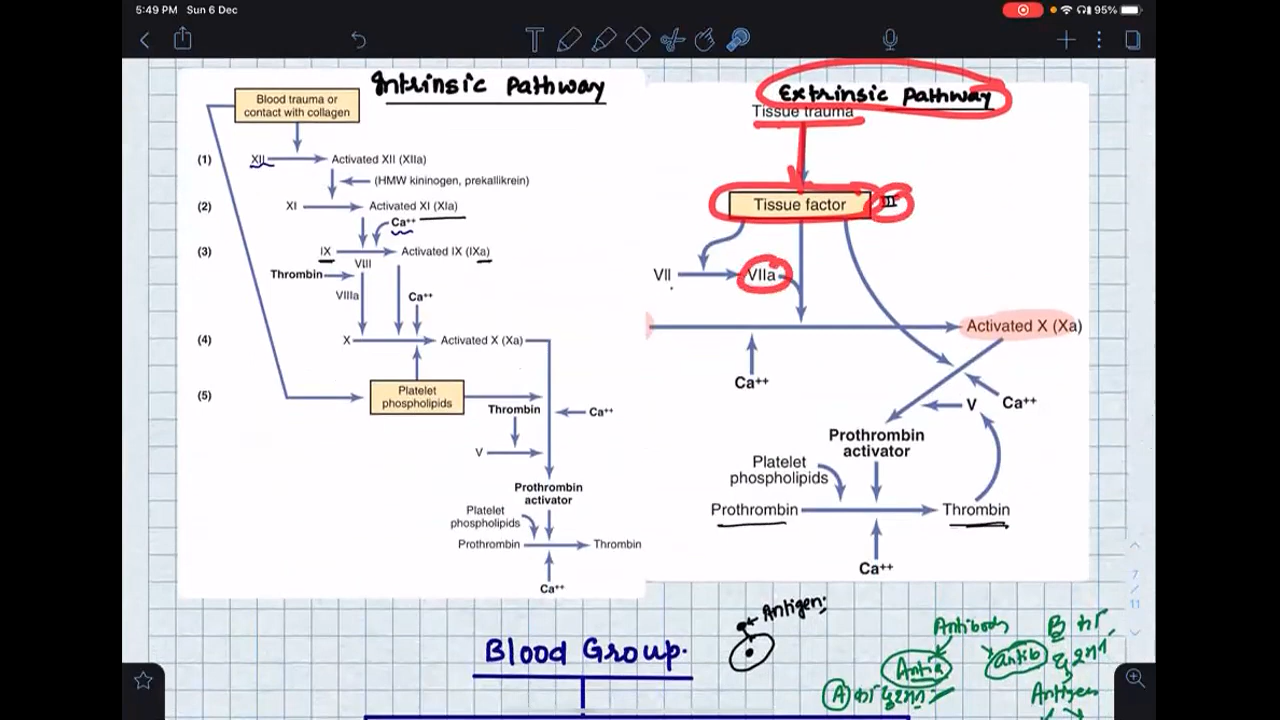 5:49 PM Sun 6 Dec
95%
Intrinsic Pathway
Blood trauma or
contact with collagen
(1)
XII
Activated XII (XIIa)
(HMW kininogen, prekallikrein)
(2)
XI
Activated XI (XIa)
Ca++
(3)
IX
Activated IX (IXa)
VIII
Thrombin
VIIIa
Ca++
(4)
X
Activated X (Xa)
(5)
Platelet
phospholipids
Thrombin
Ca++
V
Prothrombin
activator
Platelet
phospholipids
Prothrombin
Thrombin
Ca++
Extrinsic Pathway
Tissue trauma
Tissue factor
III
VII
VIIa
Activated X (Xa)
Ca++
V
Ca++
Prothrombin
activator
Platelet
phospholipids
Prothrombin
Thrombin
Ca++
7
/
11
Antigen:
Blood Group.
Antibody
Anti a
anti b
B
A
Antigen